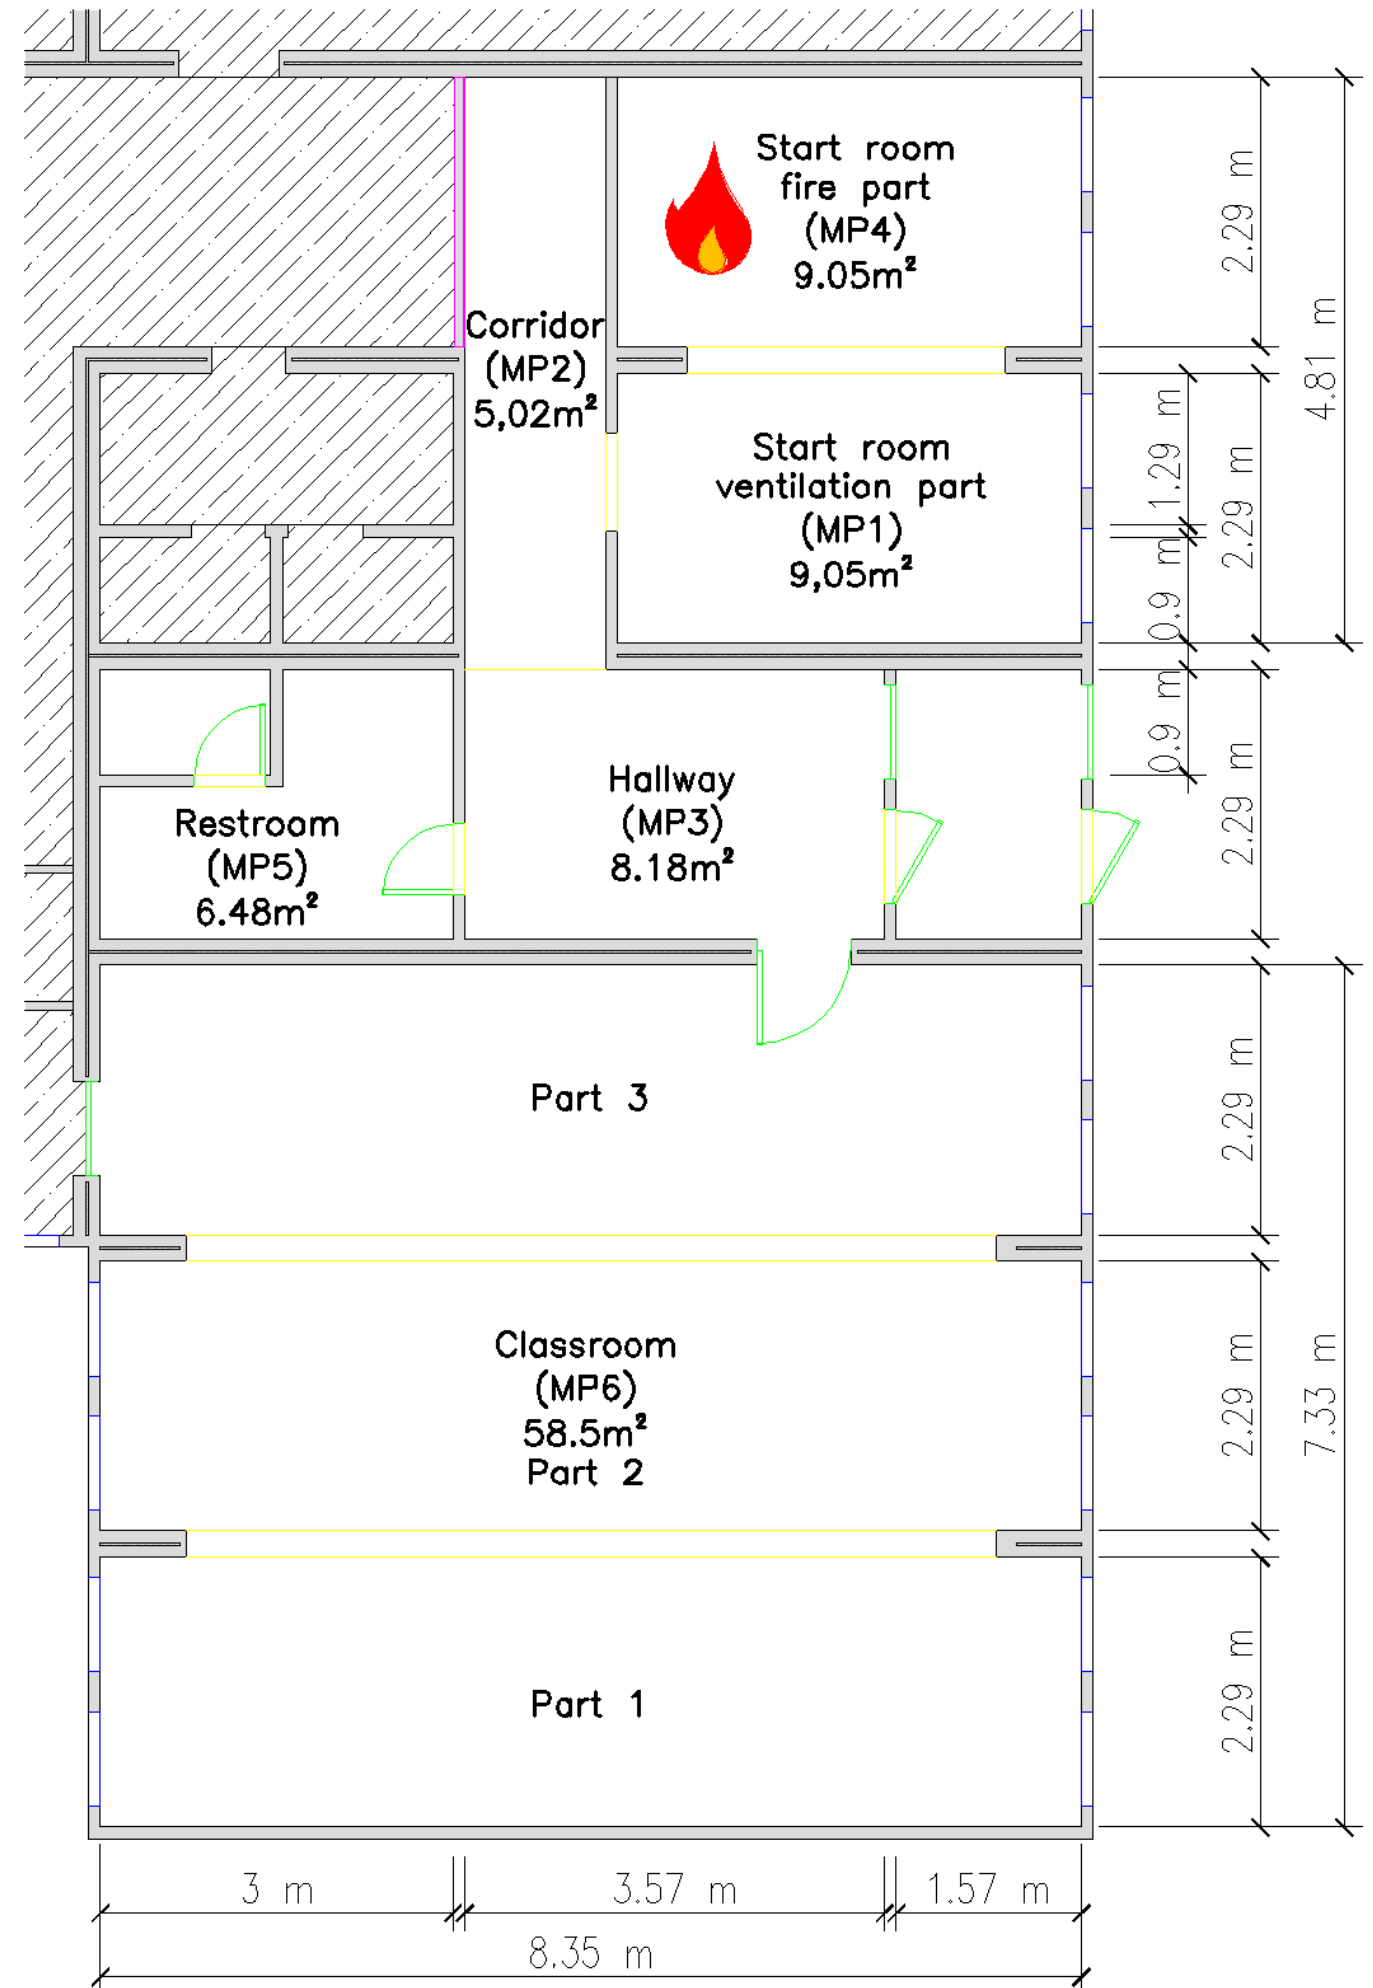 Start room
fire part
(MP4)
9.05m²
Corridor
(MP2)
5,02m²
Start room
ventilation part
(MP1)
9,05m²
2.29 m
4.81 m
1.29 m
2.29 m
0.9 m
0.9 m
2.29 m
Hallway
(MP3)
8.18m²
Restroam
(MP5)
6.48m²
Part 3
2.29 m
Classroom
(MP6)
58.5m²
Part 2
2.29 m
7.33 m
Part 1
2.29 m
3 m
3.57 m
1.57 m
8.35 m